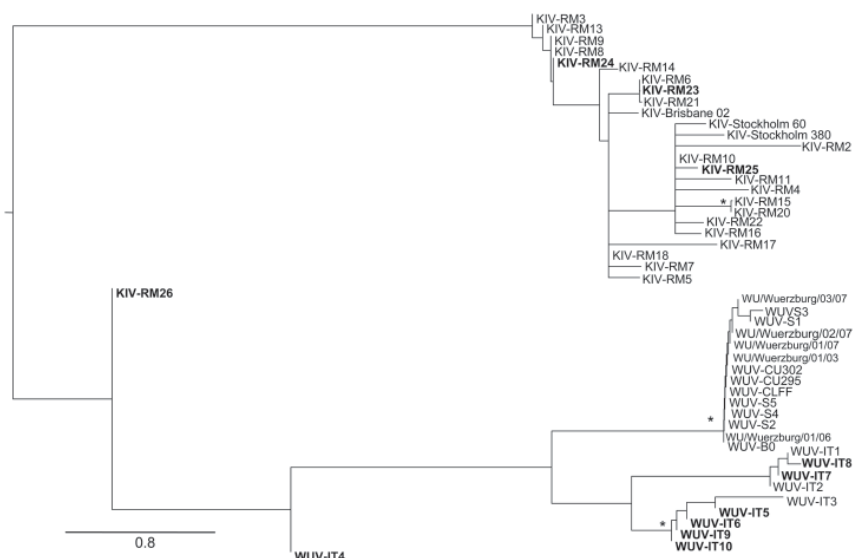 KIV-RM3
KIV-RM13
KIV-RM9
KIV-RM8
KIV-RM24
KIV-RM14
KIV-RM6
KIV-RM23
KIV-RM21
KIV-Brisbane 02
KIV-Stockholm 60
KIV-Stockholm 380
KIV-RM2
KIV-RM10
KIV-RM25
KIV-RM11
KIV-RM4
* KIV-RM15
KIV-RM20
KIV-RM22
KIV-RM16
KIV-RM17
KIV-RM18
KIV-RM7
KIV-RM5
KIV-RM26
WU/Wuerzburg/03/07
WUVS3
WUV-S1
WU/Wuerzburg/02/07
WU/Wuerzburg/01/07
WU/Wuerzburg/01/03
WUV-CU302
WUV-CU295
WUV-CLFF
WUV-S5
WUV-S4
* WUV-S2
WU/Wuerzburg/01/06
WUV-B0
WUV-IT1
WUV-IT8
WUV-IT7
WUV-IT2
WUV-IT3
WUV-IT5
* WUV-IT6
WUV-IT9
WUV-IT10
WUV-IT4
0.8